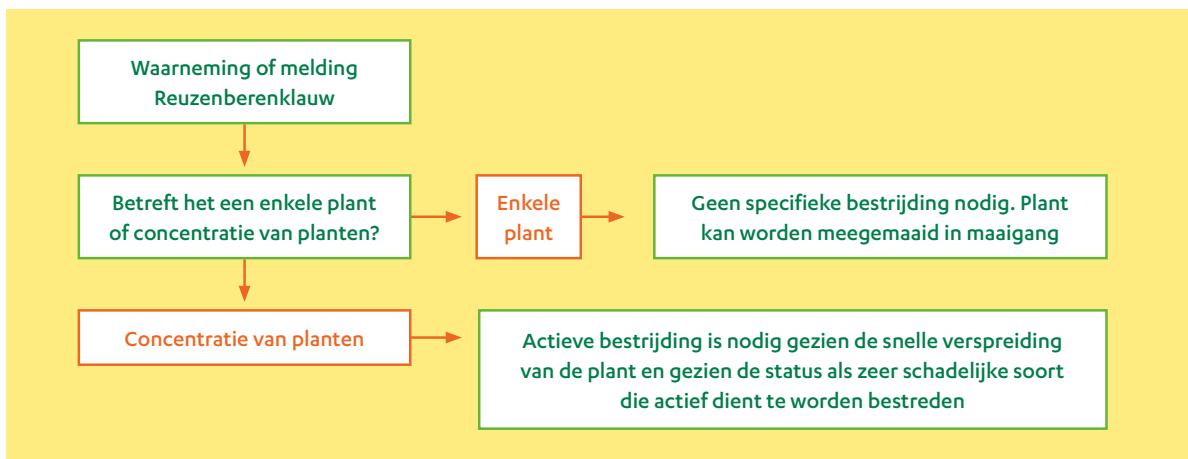 Waarneming of melding
Reuzenberenklauw
Betreft het een enkele plant
of concentratie van planten?
Enkele
plant
Geen specifieke bestrijding nodig. Plant
kan worden meegemaaid in maaigang
Concentratie van planten
Actieve bestrijding is nodig gezien de snelle verspreiding
van de plant en gezien de status als zeer schadelijke soort
die actief dient te worden bestreden